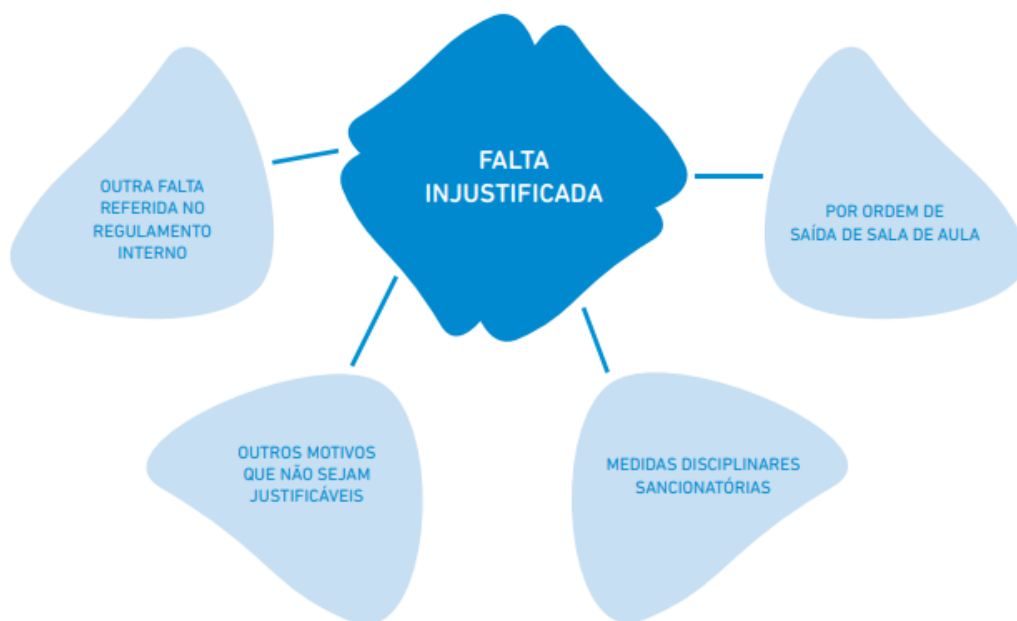 FALTA
INJUSTIFICADA
OUTRA FALTA
REFERIDA NO
REGULAMENTO
INTERNO
POR ORDEM DE
SAÍDA DE SALA DE AULA
OUTROS MOTIVOS
QUE NÃO SEJAM
JUSTIFICÁVEIS
MEDIDAS DISCIPLINARES
SANCIONATÓRIAS